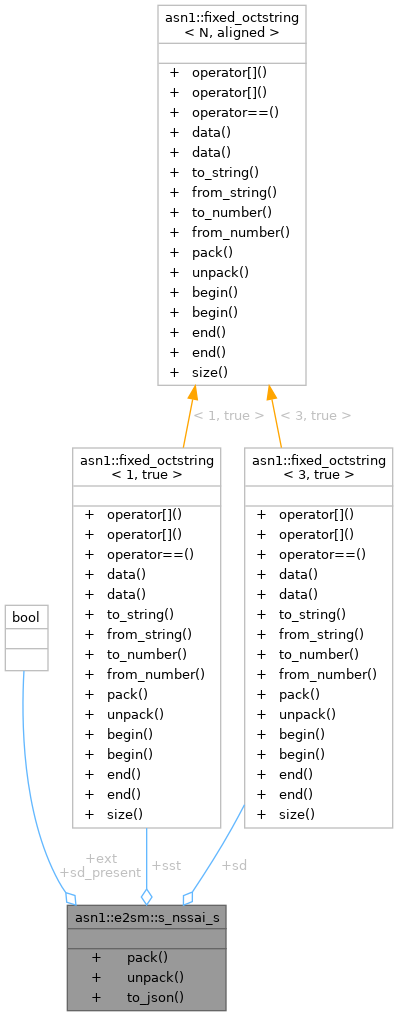 asn1::fixed_octstring
< N, aligned >
+ operator[]()
+ operator[]()
+ operator==()
+ data()
+ data()
+ to_string()
+ from_string()
+ to_number()
+ from_number()
+ pack()
+ unpack()
+ begin()
+ begin()
+ end()
+ end()
+ size()
< 1, true >
< 3, true >
asn1::fixed_octstring
< 1, true >
+ operator[]()
+ operator[]()
+ operator==()
+ data()
+ data()
+ to_string()
+ from_string()
+ to_number()
+ from_number()
+ pack()
+ unpack()
+ begin()
+ begin()
+ end()
+ end()
+ size()
asn1::fixed_octstring
< 3, true >
+ operator[]()
+ operator[]()
+ operator==()
+ data()
+ data()
+ to_string()
+ from_string()
+ to_number()
+ from_number()
+ pack()
+ unpack()
+ begin()
+ begin()
+ end()
+ end()
+ size()
bool
+ext
+sd_present
+sst
+sd
asn1::e2sm::s_nssai_s
+ pack()
+ unpack()
+ to_json()